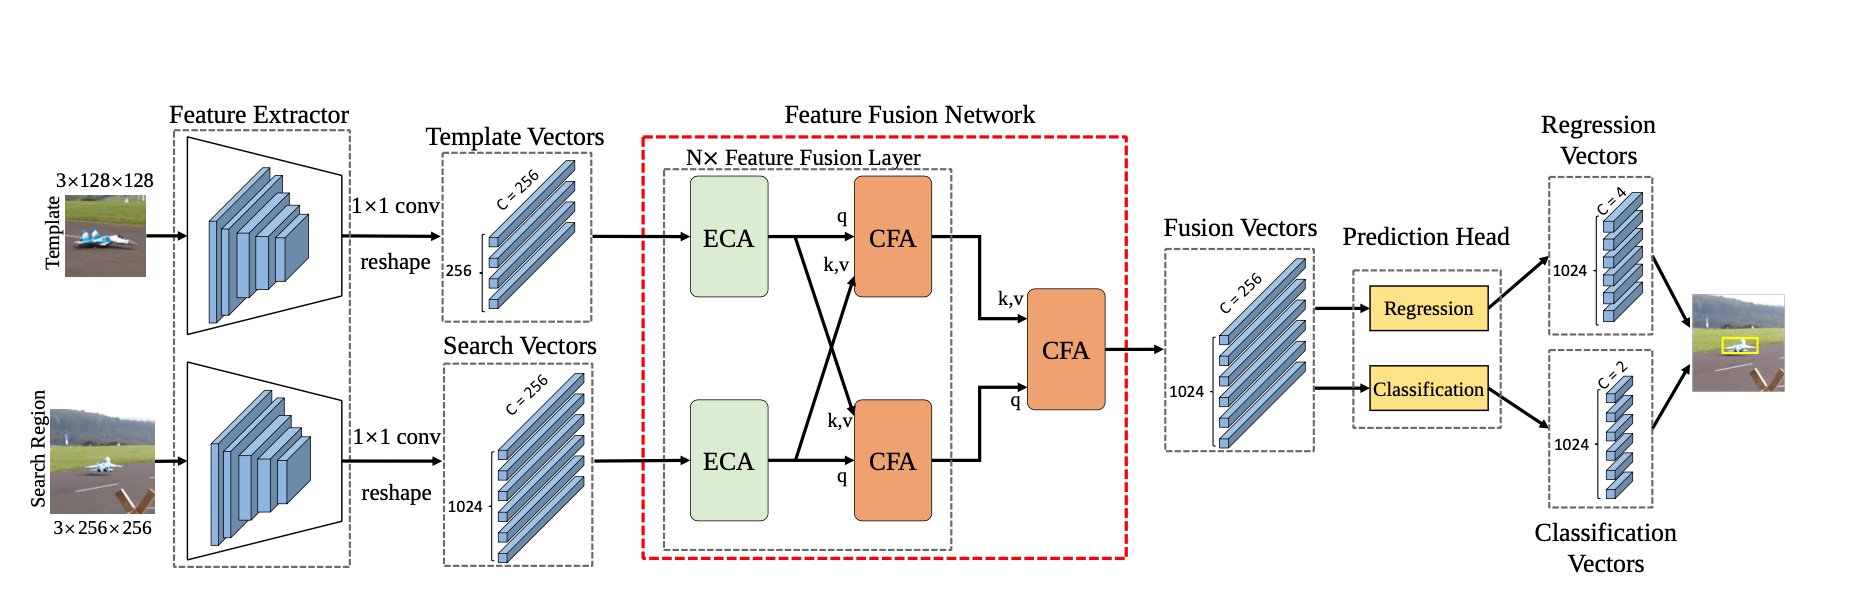 Feature Extractor
3×128×128
Template
1×1 conv
reshape
Template Vectors
C = 256
256
Search Region
3×256×256
1×1 conv
reshape
Search Vectors
C = 256
1024
Feature Fusion Network
N× Feature Fusion Layer
ECA
q
CFA
k,v
ECA
k,v
q
CFA
k,v
q
CFA
Fusion Vectors
C = 256
1024
Prediction Head
Regression
Classification
Regression
Vectors
C = 4
1024
C = 2
1024
Classification
Vectors